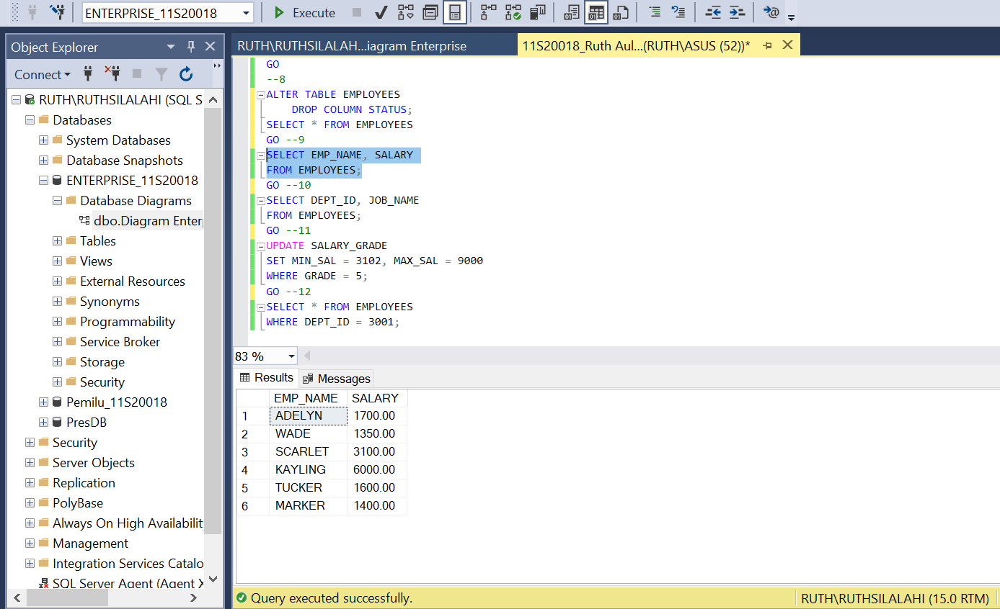 ENTERPRISE_11S20018
Execute
Object Explorer
Connect
RUTH\RUTHSILALAHI (SQL S
Databases
System Databases
Database Snapshots
ENTERPRISE_11S20018
Database Diagrams
dbo.Diagram Enter
Tables
Views
External Resources
Synonyms
Programmability
Service Broker
Storage
Security
Pemilu_11S20018
PresDB
Security
Server Objects
Replication
PolyBase
Always On High Availabilit
Management
Integration Services Catalo
SQL Server Agent (Agent X
RUTH\RUTHSILALAH...iagram Enterprise
11S20018_Ruth Aul...(RUTH\ASUS (52))*
GO
--8
ALTER TABLE EMPLOYEES
DROP COLUMN STATUS;
SELECT * FROM EMPLOYEES
GO --9
SELECT EMP_NAME, SALARY
FROM EMPLOYEES;
GO --10
SELECT DEPT_ID, JOB_NAME
FROM EMPLOYEES;
GO --11
UPDATE SALARY_GRADE
SET MIN_SAL = 3102, MAX_SAL = 9000
WHERE GRADE = 5;
GO --12
SELECT * FROM EMPLOYEES
WHERE DEPT_ID = 3001;
83 %
Results Messages
EMP_NAME SALARY
1 ADELYN 1700.00
2 WADE 1350.00
3 SCARLET 3100.00
4 KAYLING 6000.00
5 TUCKER 1600.00
6 MARKER 1400.00
Query executed successfully.
RUTH\RUTHSILALAHI (15.0 RTM)